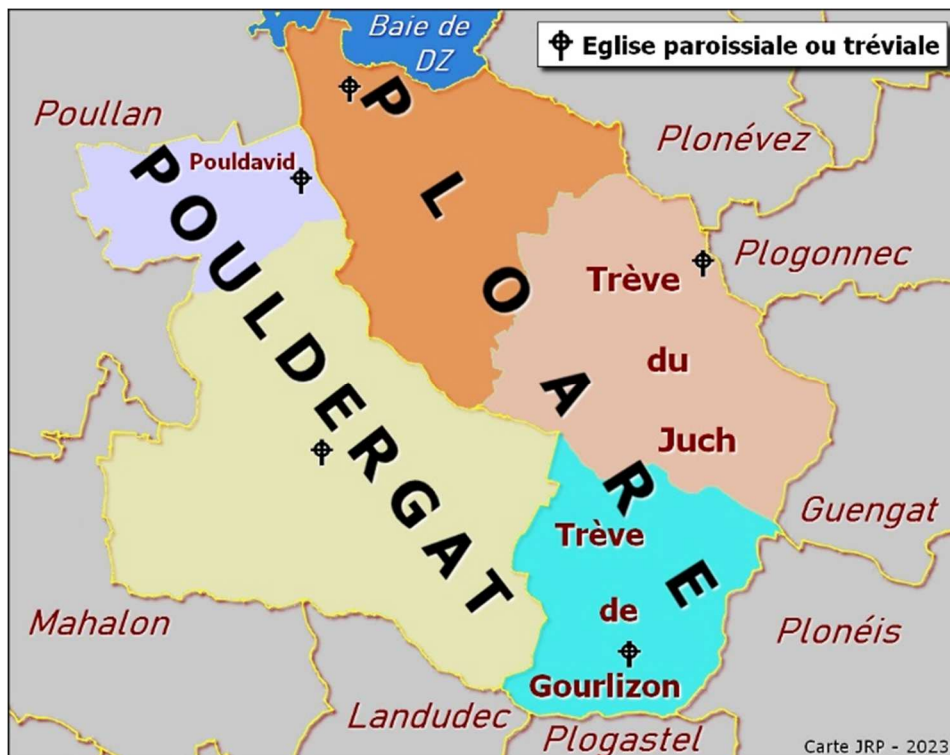 Baie de
DZ
Eglise paroissiale ou tréviale
Poullan
Plonévez
Pouldavid
PLOARE
POULDERGAT
Plogonnec
Trève
du
Juch
Guengat
Trève
de
Gourlizon
Mahalon
Plonéis
Landudec
Plogastel
Carte JRP - 2023